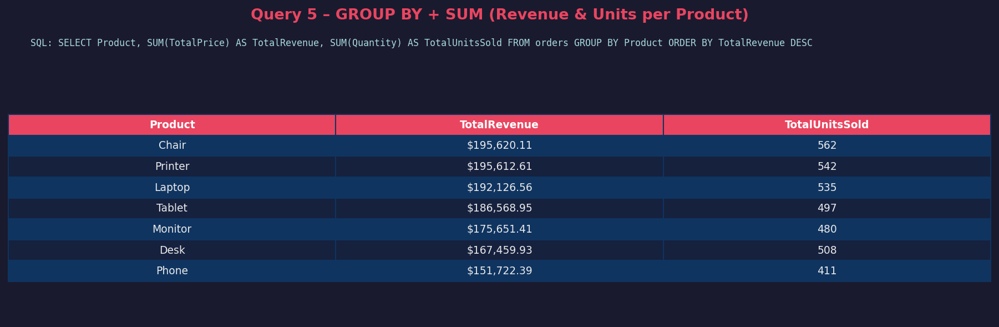 Query 5 – GROUP BY + SUM (Revenue & Units per Product)
SQL: SELECT Product, SUM(TotalPrice) AS TotalRevenue, SUM(Quantity) AS TotalUnitsSold FROM orders GROUP BY Product ORDER BY TotalRevenue DESC
Product TotalRevenue TotalUnitsSold
Chair $195,620.11 562
Printer $195,612.61 542
Laptop $192,126.56 535
Tablet $186,568.95 497
Monitor $175,651.41 480
Desk $167,459.93 508
Phone $151,722.39 411